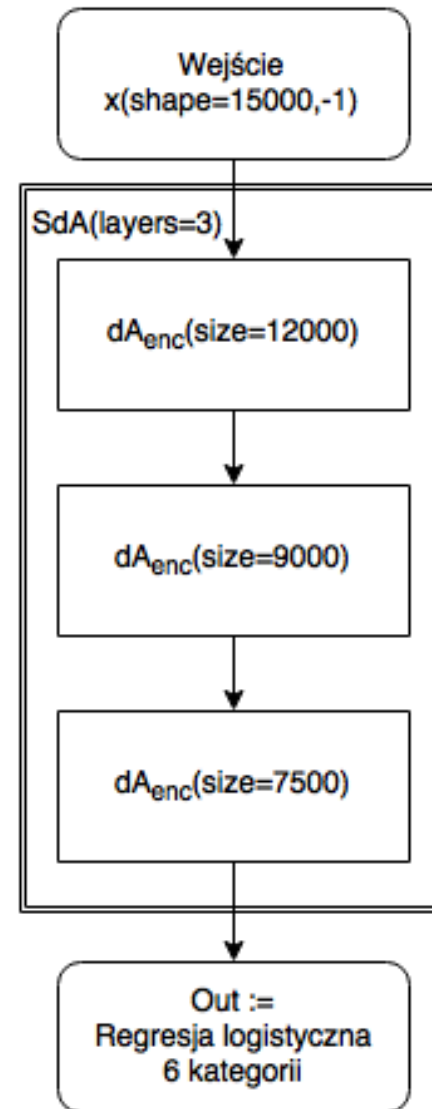 Wejście
x(shape=15000,-1)
SdA(layers=3)
dAenc(size=12000)
dAenc(size=9000)
dAenc(size=7500)
Out :=
Regresja logistyczna
6 kategorii